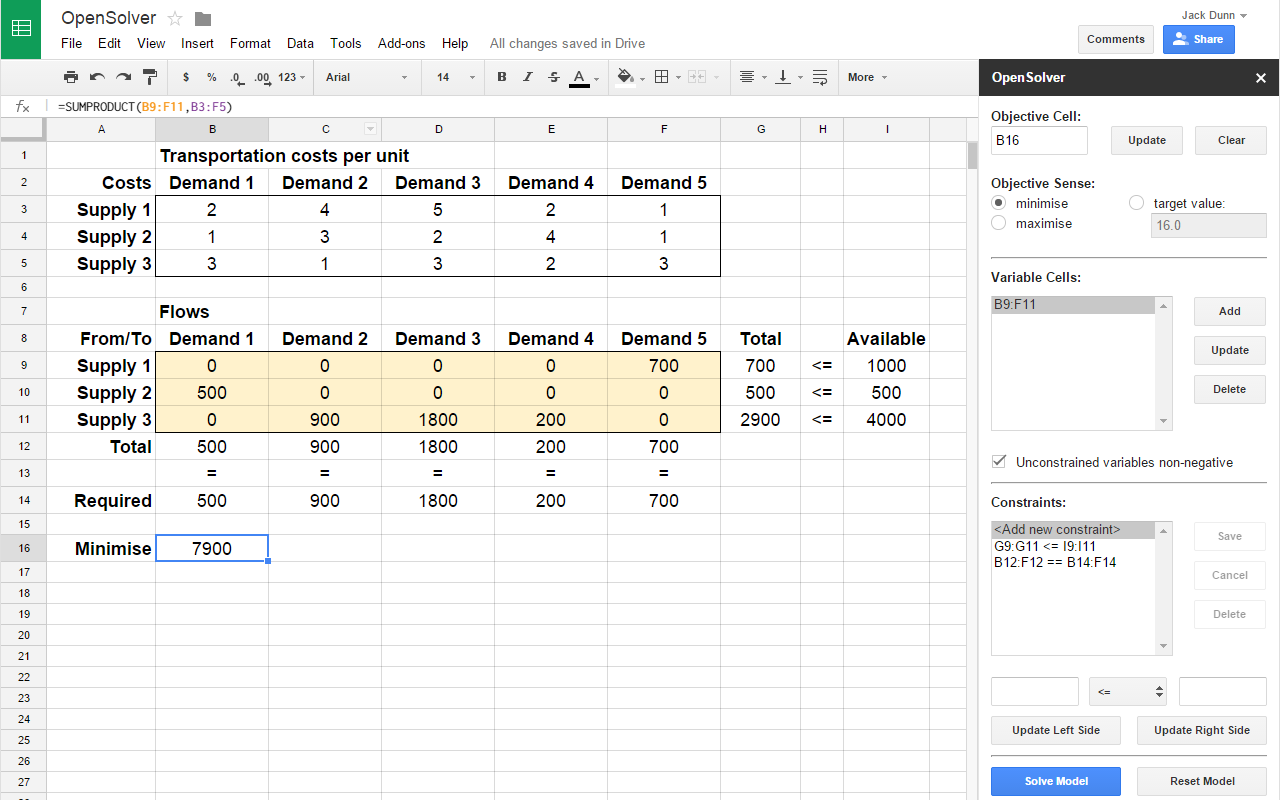 OpenSolver
Jack Dunn
File Edit View Insert Format Data Tools Add-ons Help All changes saved in Drive
Comments Share
$ % .0 .00 123 Arial 14 B I S A More
OpenSolver
fx =SUMPRODUCT(B9:F11,B3:F5)
A B C D E F G H I
1 Transportation costs per unit
2 Costs Demand 1 Demand 2 Demand 3 Demand 4 Demand 5
3 Supply 1 2 4 5 2 1
4 Supply 2 1 3 2 4 1
5 Supply 3 3 1 3 2 3
6
7 Flows
8 From/To Demand 1 Demand 2 Demand 3 Demand 4 Demand 5 Total Available
9 Supply 1 0 0 0 0 700 700 <= 1000
10 Supply 2 500 0 0 0 0 500 <= 500
11 Supply 3 0 900 1800 200 0 2900 <= 4000
12 Total 500 900 1800 200 700
13 = = = = =
14 Required 500 900 1800 200 700
15
16 Minimise 7900
17
18
19
20
21
22
23
24
25
26
27
Objective Cell:
B16 Update Clear
Objective Sense:
minimise target value:
maximise 16.0
Variable Cells:
B9:F11 Add
Update
Delete
Unconstrained variables non-negative
Constraints:
<Add new constraint> Save
G9:G11 <= I9:I11
B12:F12 == B14:F14
Cancel
Delete
<=
Update Left Side Update Right Side
Solve Model Reset Model